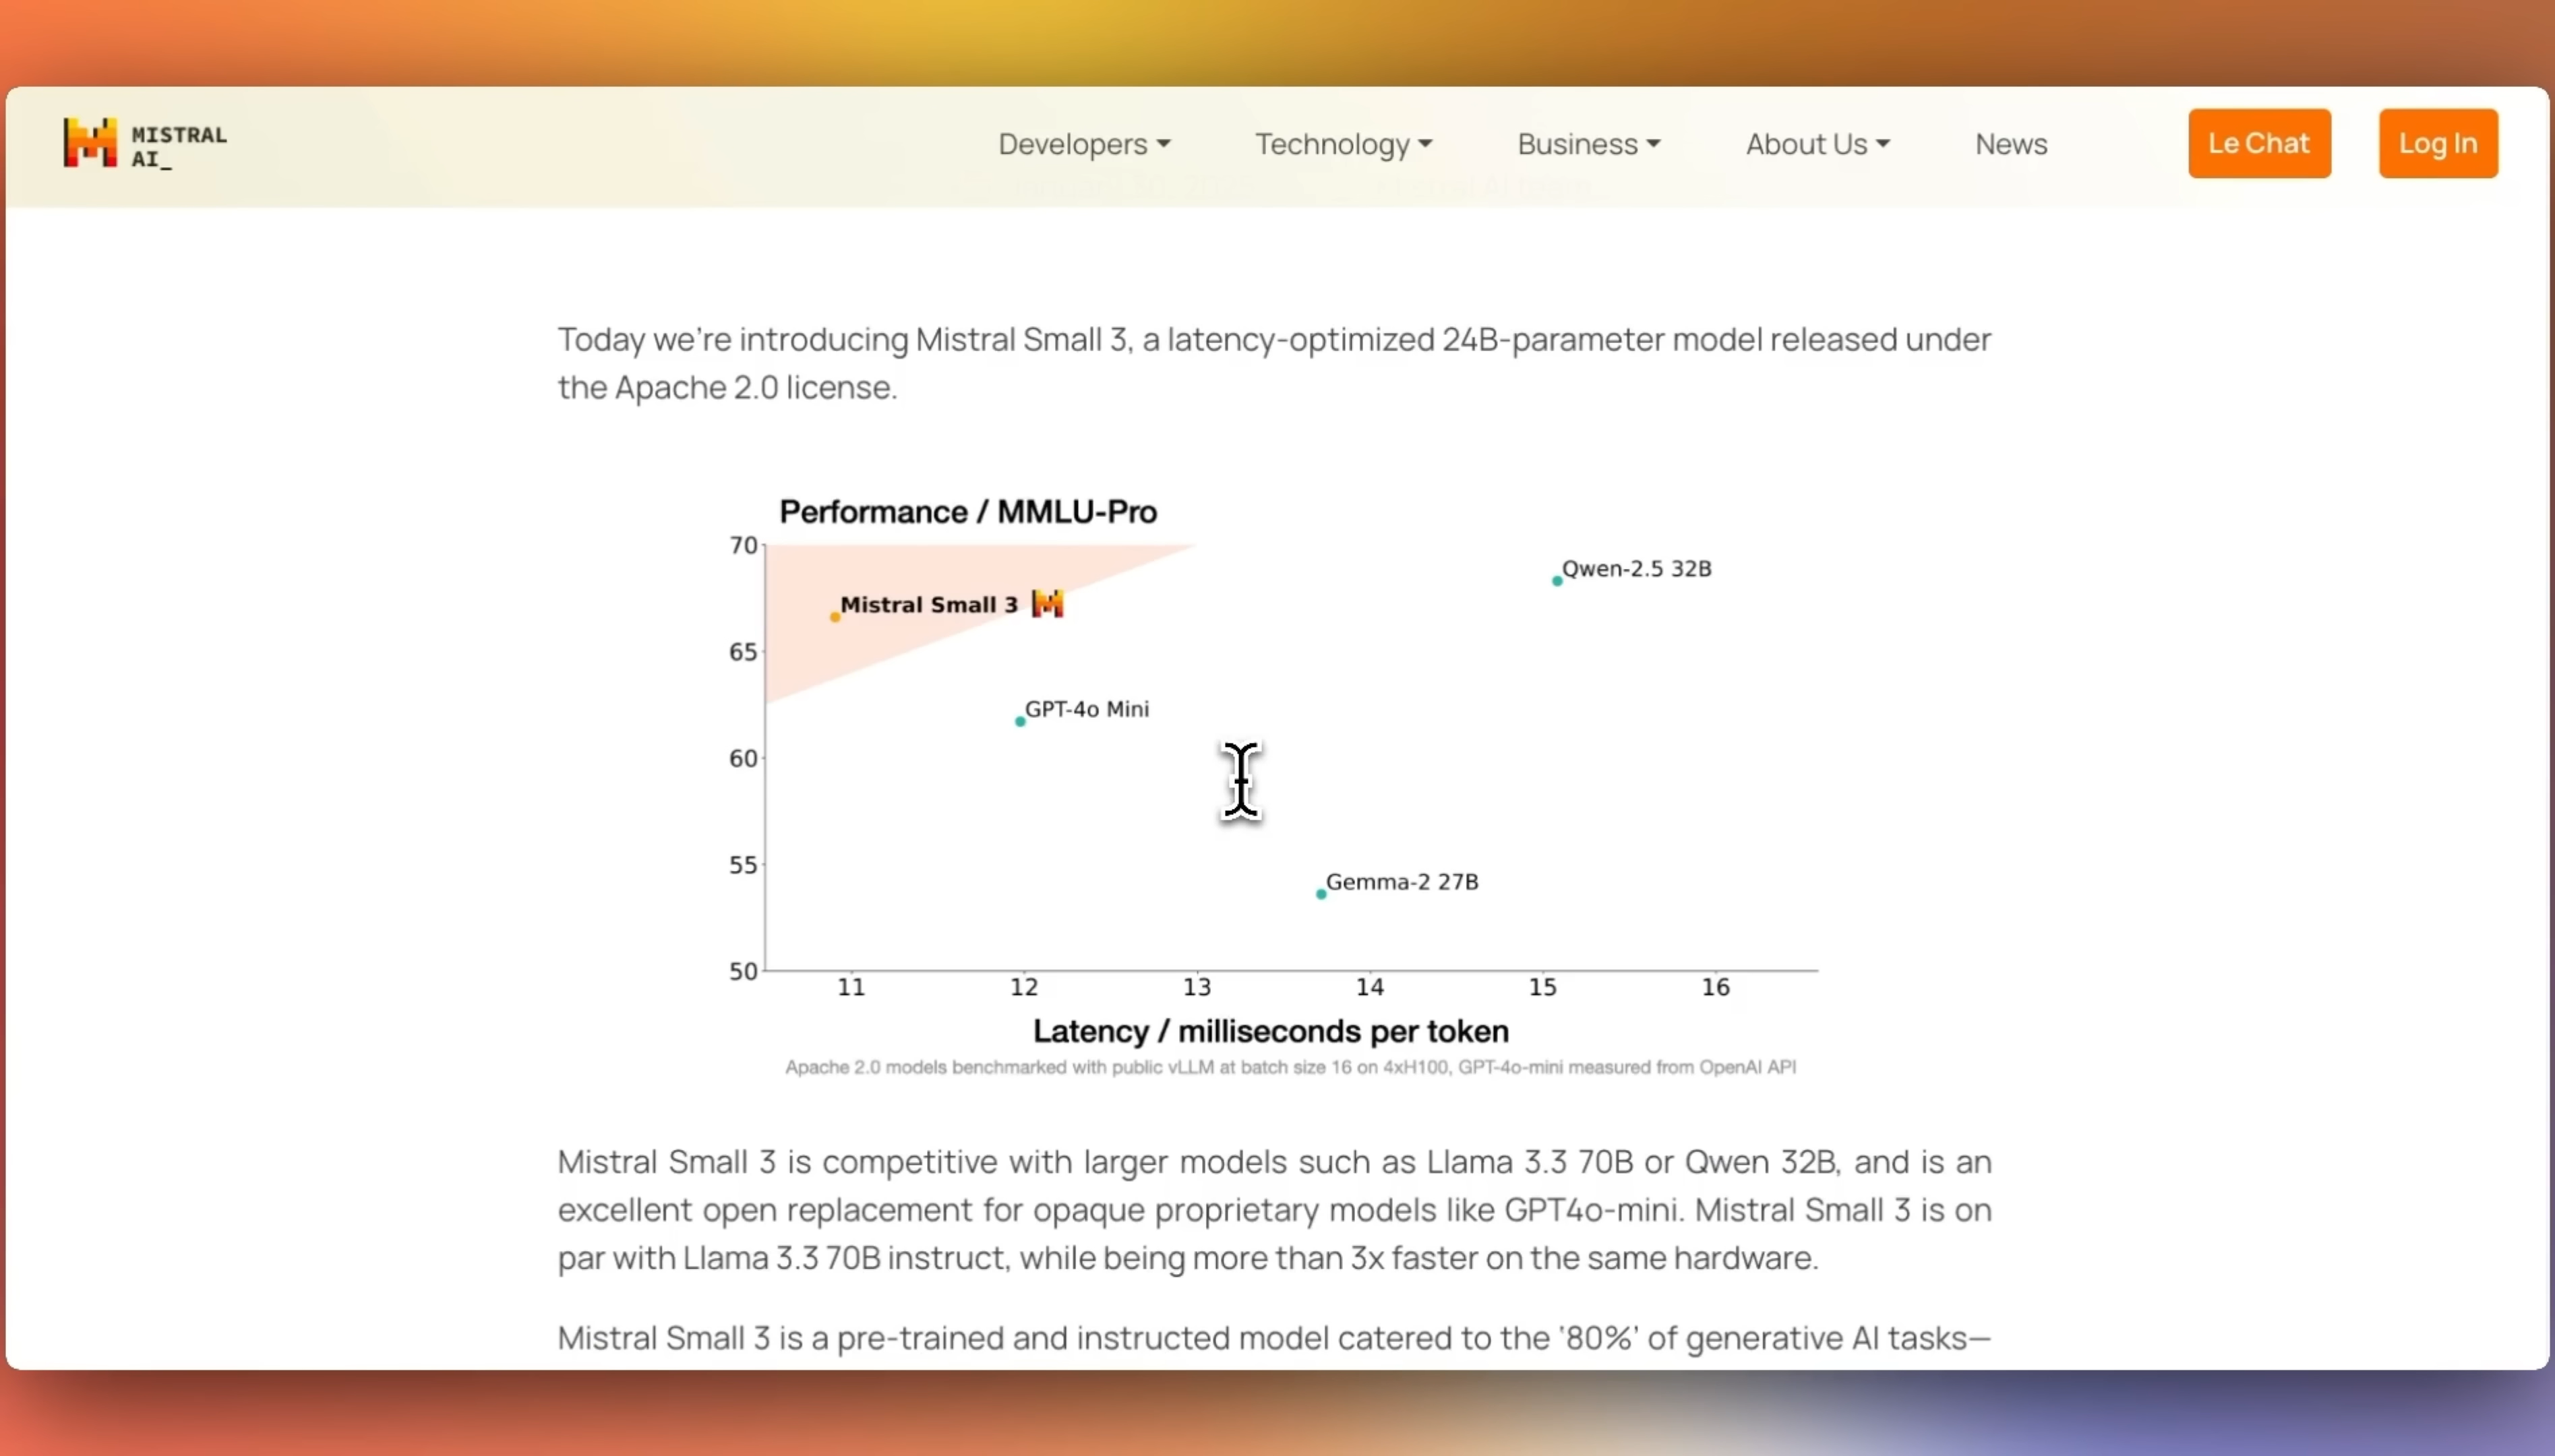 MISTRAL
AI_
Developers
Technology
Business
About Us
News
Le Chat
Log In
Today we're introducing Mistral Small 3, a latency-optimized 24B-parameter model released under
the Apache 2.0 license.
Performance / MMLU-Pro
70
Qwen-2.5 32B
Mistral Small 3
65
GPT-4o Mini
60
55
Gemma-2 27B
50
11 12 13 14 15 16
Latency / milliseconds per token
Apache 2.0 models benchmarked with public vLLM at batch size 16 on 4xH100, GPT-4o-mini measured from OpenAI API
Mistral Small 3 is competitive with larger models such as Llama 3.3 70B or Qwen 32B, and is an
excellent open replacement for opaque proprietary models like GPT4o-mini. Mistral Small 3 is on
par with Llama 3.3 70B instruct, while being more than 3x faster on the same hardware.
Mistral Small 3 is a pre-trained and instructed model catered to the '80%' of generative AI tasks—